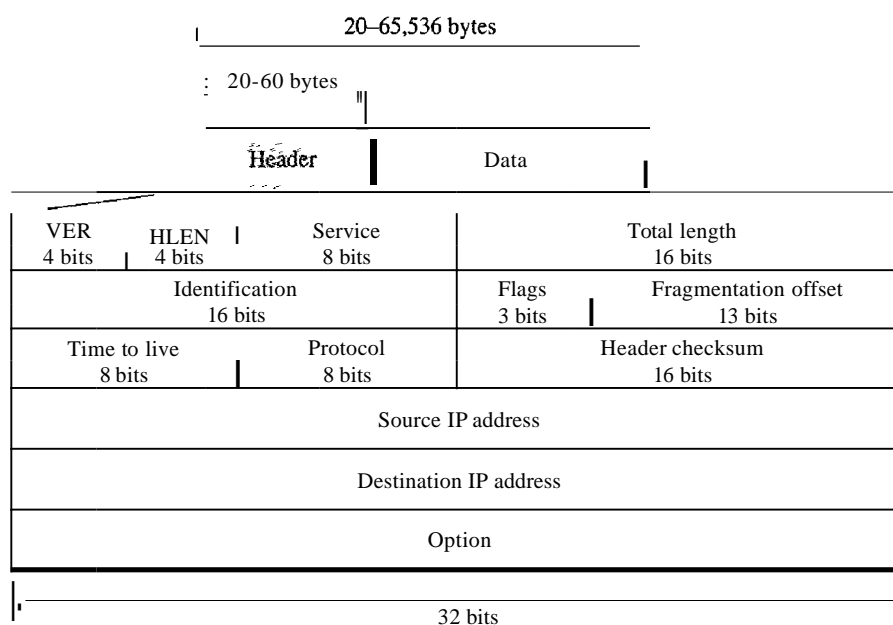 20–65,536 bytes
20-60 bytes
Header
Data
VER
4 bits
HLEN
4 bits
Service
8 bits
Total length
16 bits
Identification
16 bits
Flags
3 bits
Fragmentation offset
13 bits
Time to live
8 bits
Protocol
8 bits
Header checksum
16 bits
Source IP address
Destination IP address
Option
32 bits